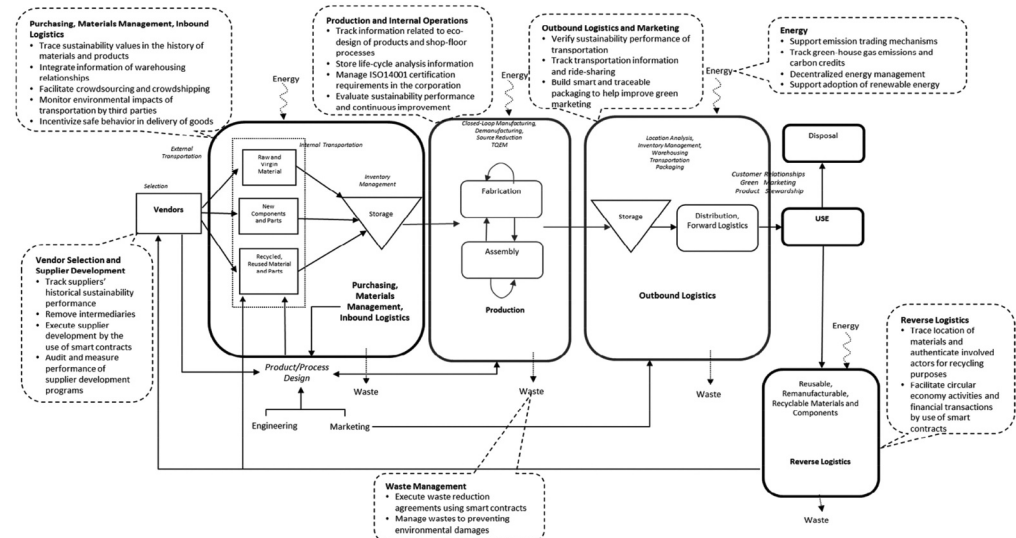 Purchasing, Materials Management, Inbound
Logistics
• Trace sustainability values in the history of
materials and products
• Integrate information of warehousing
relationships
• Facilitate crowdsourcing and crowdshipping
• Monitor environmental impacts of
transportation by third parties
• Incentivize safe behavior in delivery of goods
Production and Internal Operations
• Track information related to eco-
design of products and shop-floor
processes
• Store life-cycle analysis information
• Manage ISO14001 certification
requirements in the corporation
• Evaluate sustainability performance
and continuous improvement
Outbound Logistics and Marketing
• Verify sustainability performance of
transportation
• Track transportation information
and ride-sharing
• Build smart and traceable
packaging to help improve green
marketing
Energy
• Support emission trading mechanisms
• Track green-house gas emissions and
carbon credits
• Decentralized energy management
• Support adoption of renewable energy
Energy
Energy
Energy
External
Transportation
Internal Transportation
Selection
Vendors
Raw and
Virgin
Material
New
Components
and Parts
Recycled,
Reused Material
and Parts
Inventory
Management
Storage
Purchasing,
Materials
Management,
Inbound Logistics
Closed-Loop Manufacturing,
Demanufacturing,
Source Reduction
TQEM
Fabrication
Assembly
Production
Location Analysis,
Inventory Management,
Warehousing
Transportation
Packaging
Storage
Distribution,
Forward Logistics
Outbound Logistics
Customer Relationships
Green Marketing
Product Stewardship
Disposal
USE
Vendor Selection and
Supplier Development
• Track suppliers'
historical sustainability
performance
• Remove intermediaries
• Execute supplier
development by the
use of smart contracts
• Audit and measure
performance of
supplier development
programs
Product/Process
Design
Engineering
Marketing
Waste
Waste
Waste
Energy
Reusable,
Remanufacturable,
Recyclable Materials and
Components
Reverse Logistics
Waste
Reverse Logistics
• Trace location of
materials and
authenticate involved
actors for recycling
purposes
• Facilitate circular
economy activities and
financial transactions
by use of smart
contracts
Waste Management
• Execute waste reduction
agreements using smart contracts
• Manage wastes to preventing
environmental damages